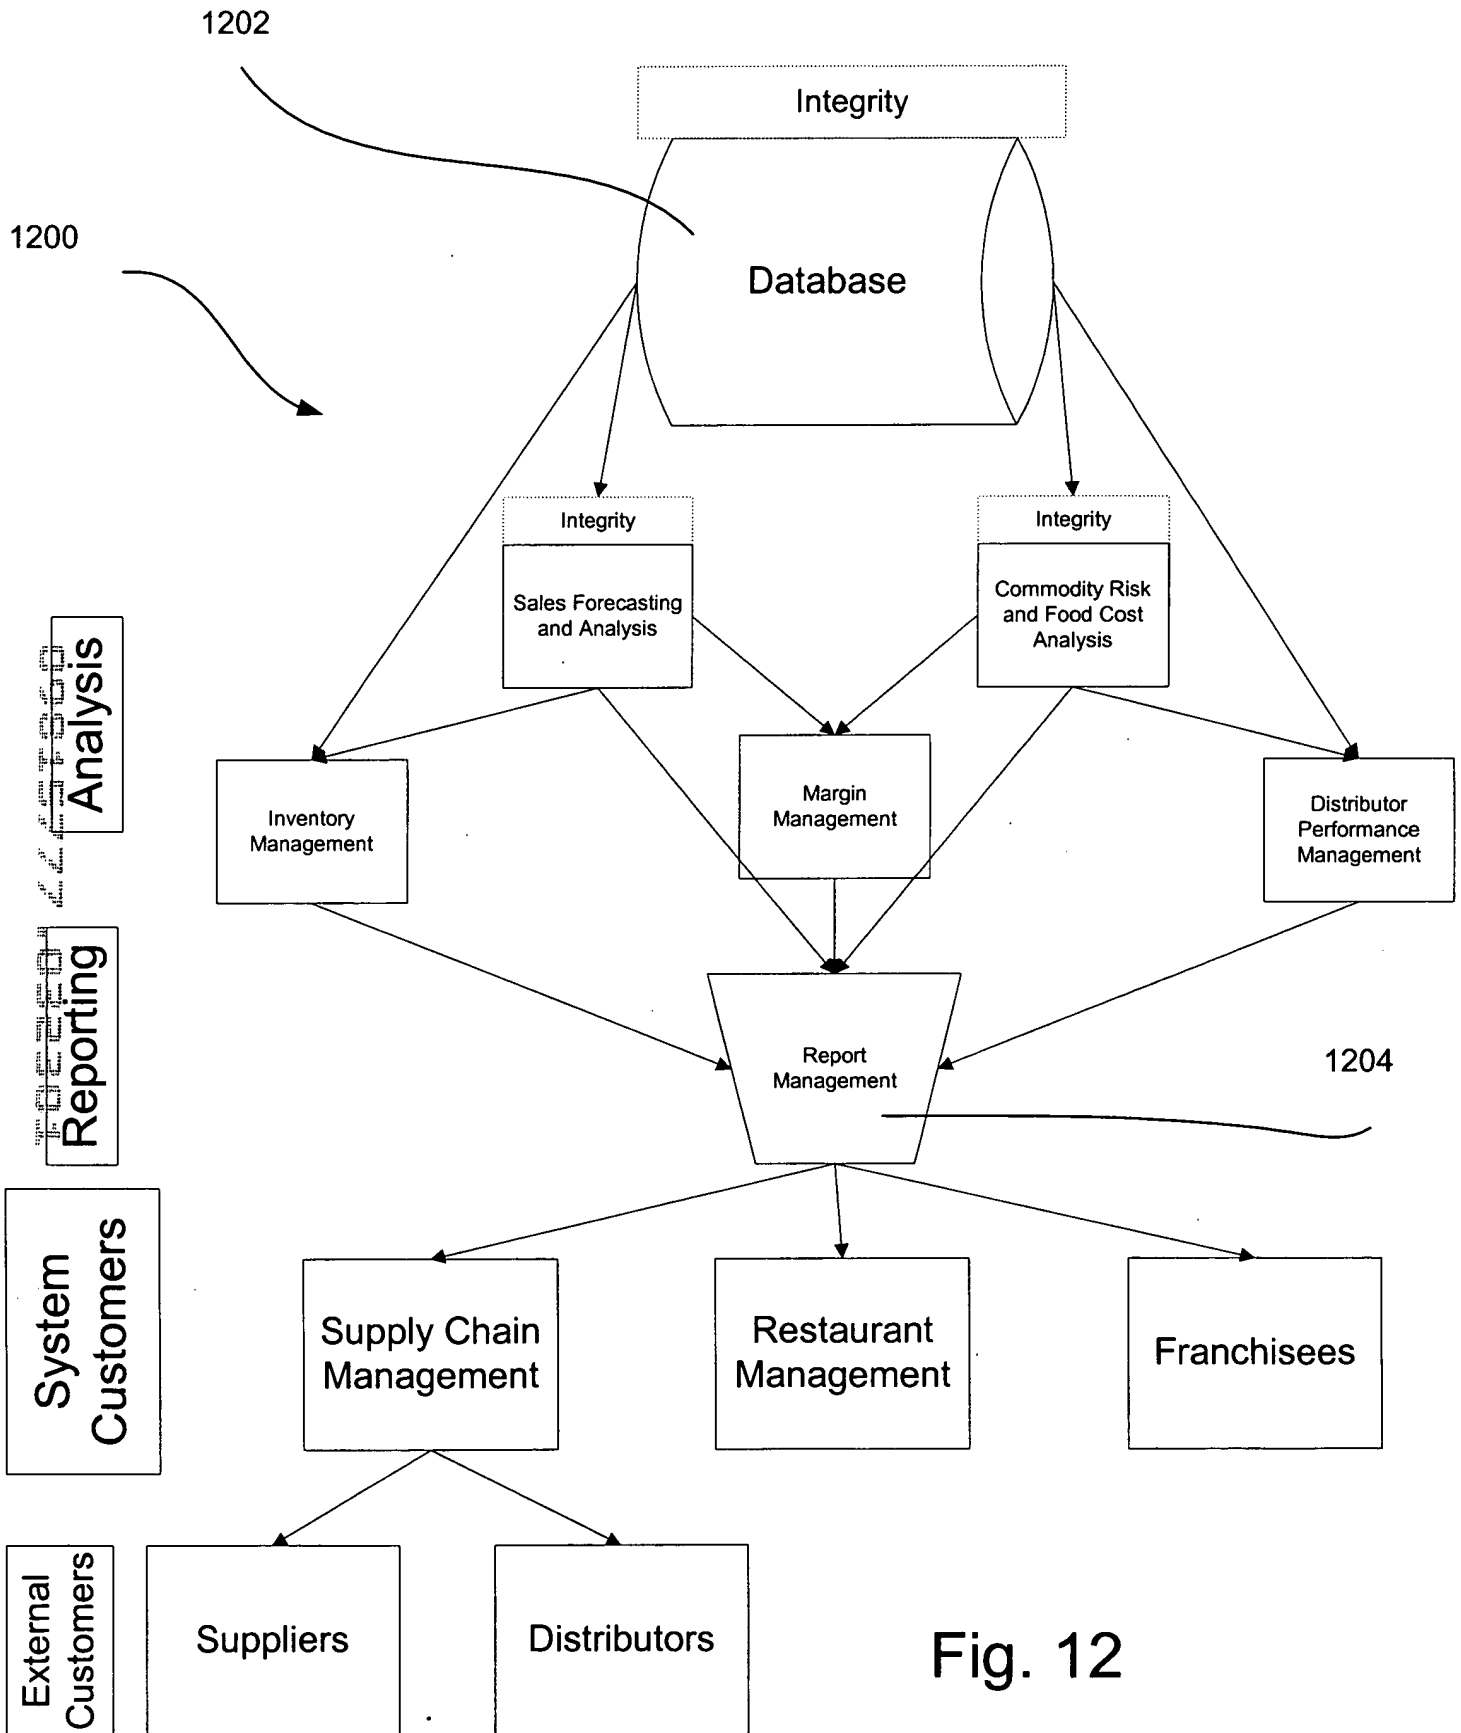 1202
Integrity
1200
Database
Integrity
Integrity
Sales Forecasting
and Analysis
Commodity Risk
and Food Cost
Analysis
Analysis
Inventory
Management
Margin
Management
Distributor
Performance
Management
Reporting
Report
Management
1204
System
Customers
Supply Chain
Management
Restaurant
Management
Franchisees
External
Customers
Suppliers
Distributors
Fig. 12